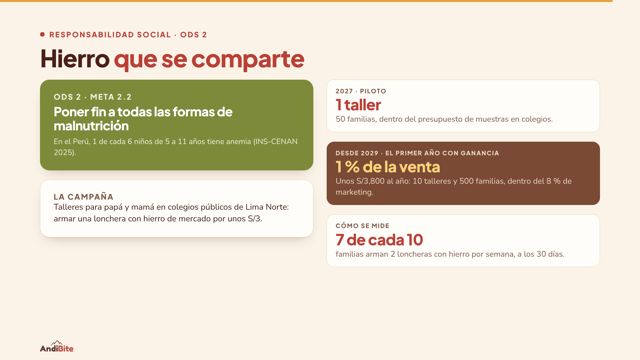 RESPONSABILIDAD SOCIAL · ODS 2
Hierro que se comparte
ODS 2 · META 2.2
Poner fin a todas las formas de
malnutrición
En el Perú, 1 de cada 6 niños de 5 a 11 años tiene anemia (INS-CENAN
2025).
LA CAMPAÑA
Talleres para papá y mamá en colegios públicos de Lima Norte:
armar una lonchera con hierro de mercado por unos S/3.
2027 · PILOTO
1 taller
50 familias, dentro del presupuesto de muestras en colegios.
DESDE 2029 · EL PRIMER AÑO CON GANANCIA
1 % de la venta
Unos S/3,800 al año: 10 talleres y 500 familias, dentro del 8 % de
marketing.
CÓMO SE MIDE
7 de cada 10
familias arman 2 loncheras con hierro por semana, a los 30 días.
AndiBite